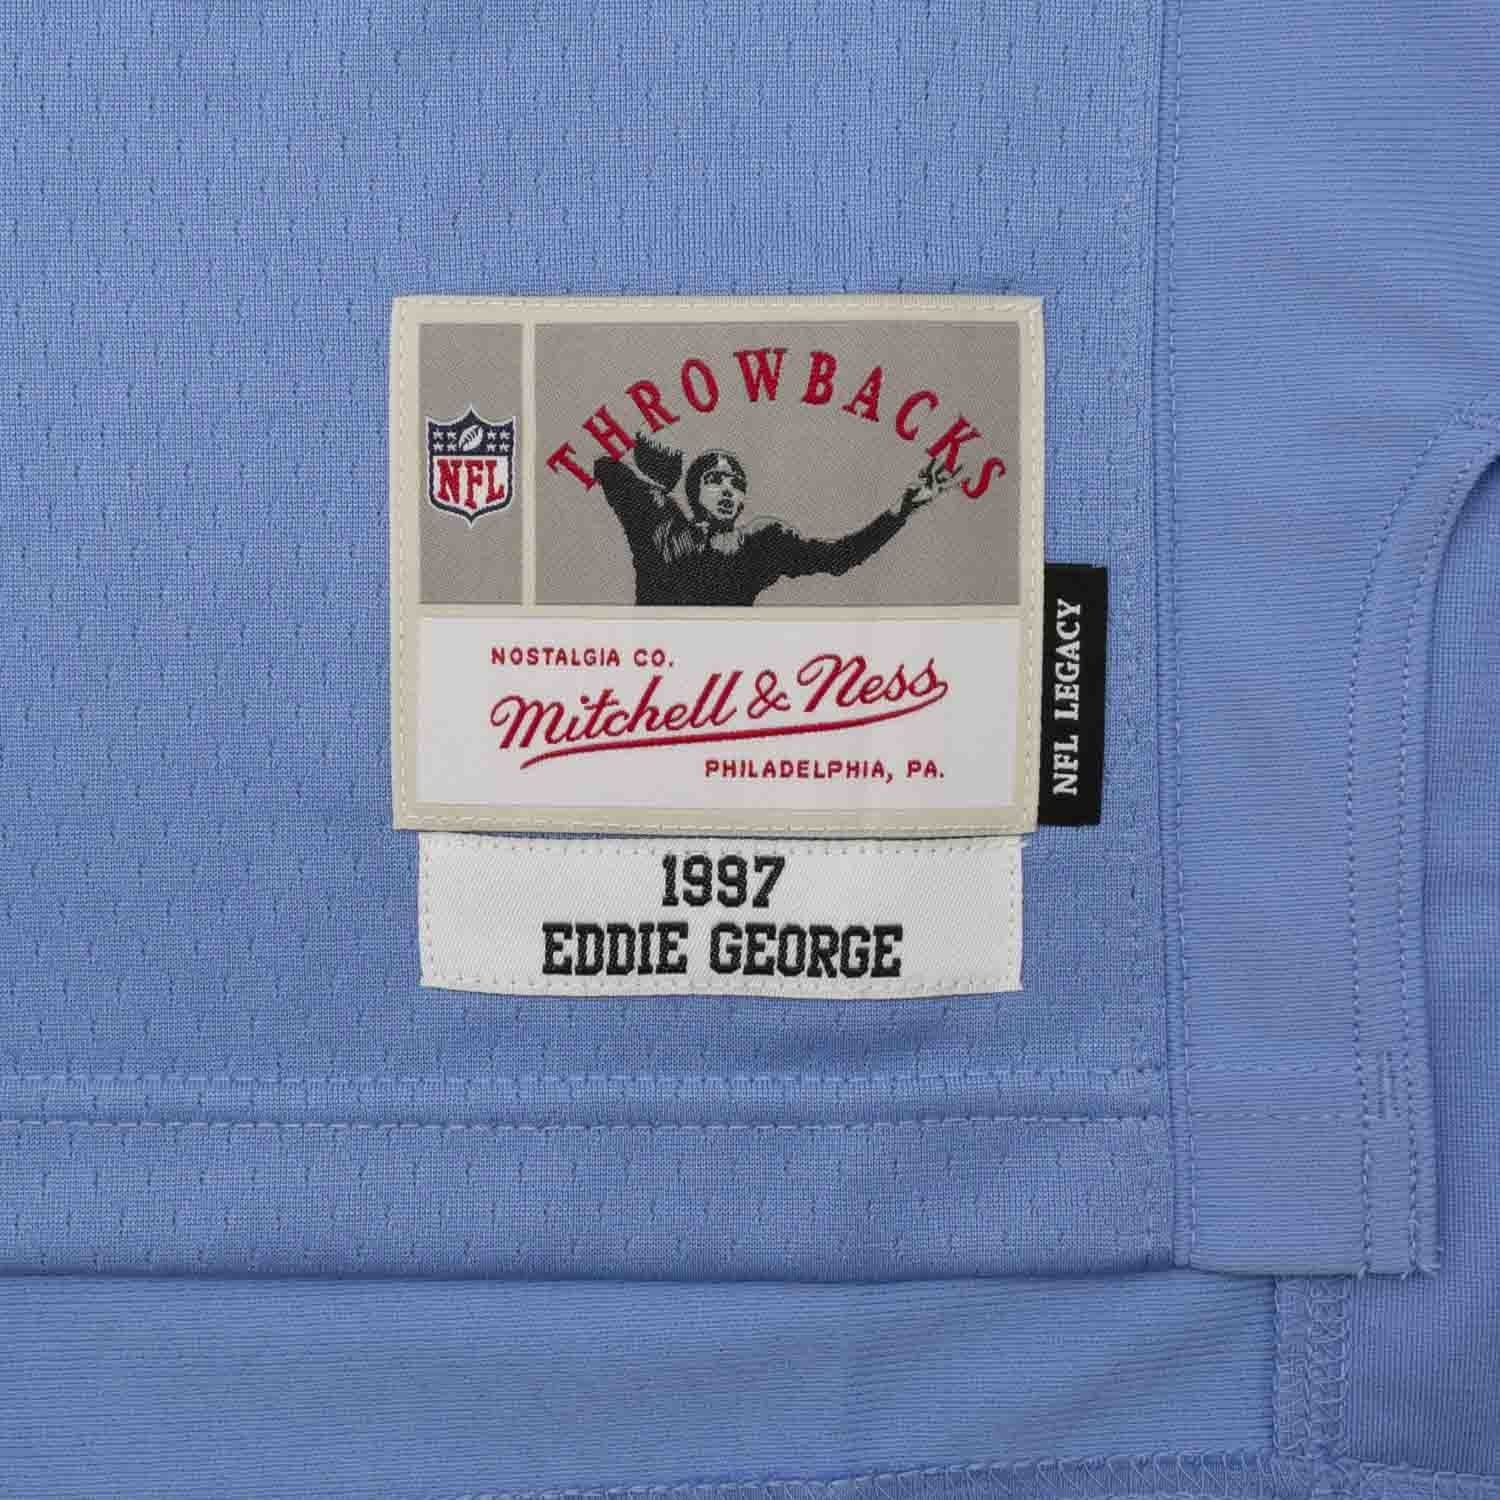 THROWBACKS
NFL
NOSTALGIA CO.
Mitchell & Ness
PHILADELPHIA, PA.
NFL LEGACY
1997
EDDIE GEORGE